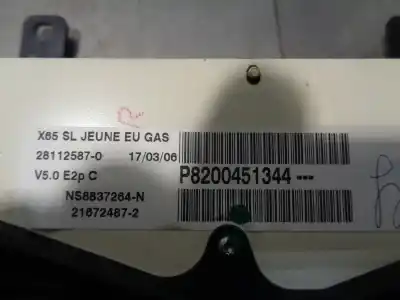 X65 SL JEUNE EU GAS
28112587-0 17/03/06
V5.0 E2p C
P8200451344---
NS8837264-N
21672487-2